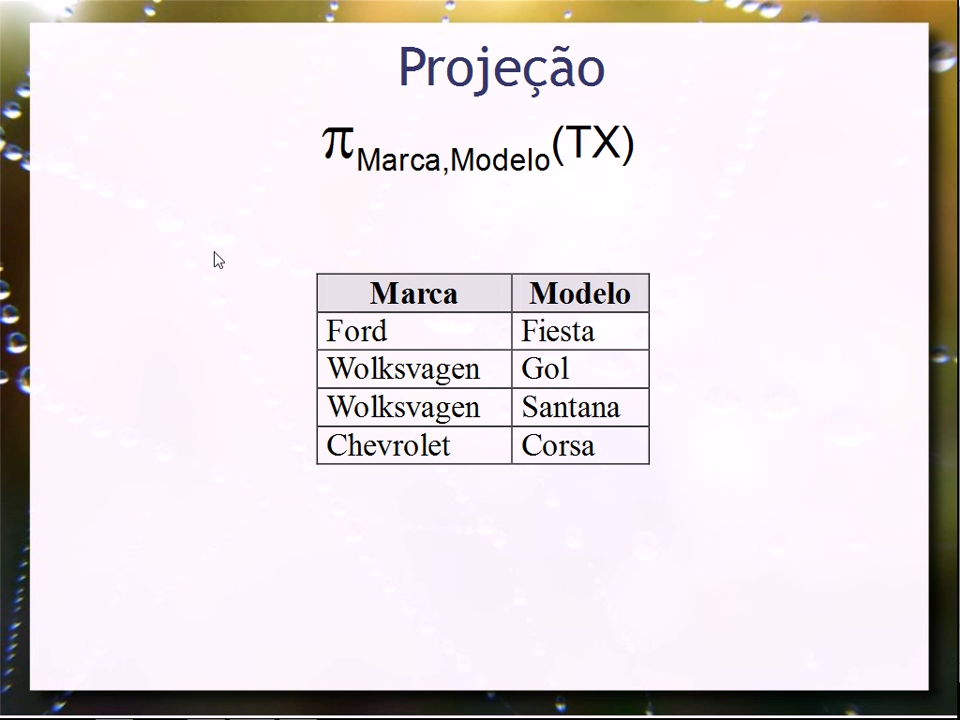 Projeção
πMarca,Modelo(TX)
Marca Modelo
Ford Fiesta
Wolksvagen Gol
Wolksvagen Santana
Chevrolet Corsa